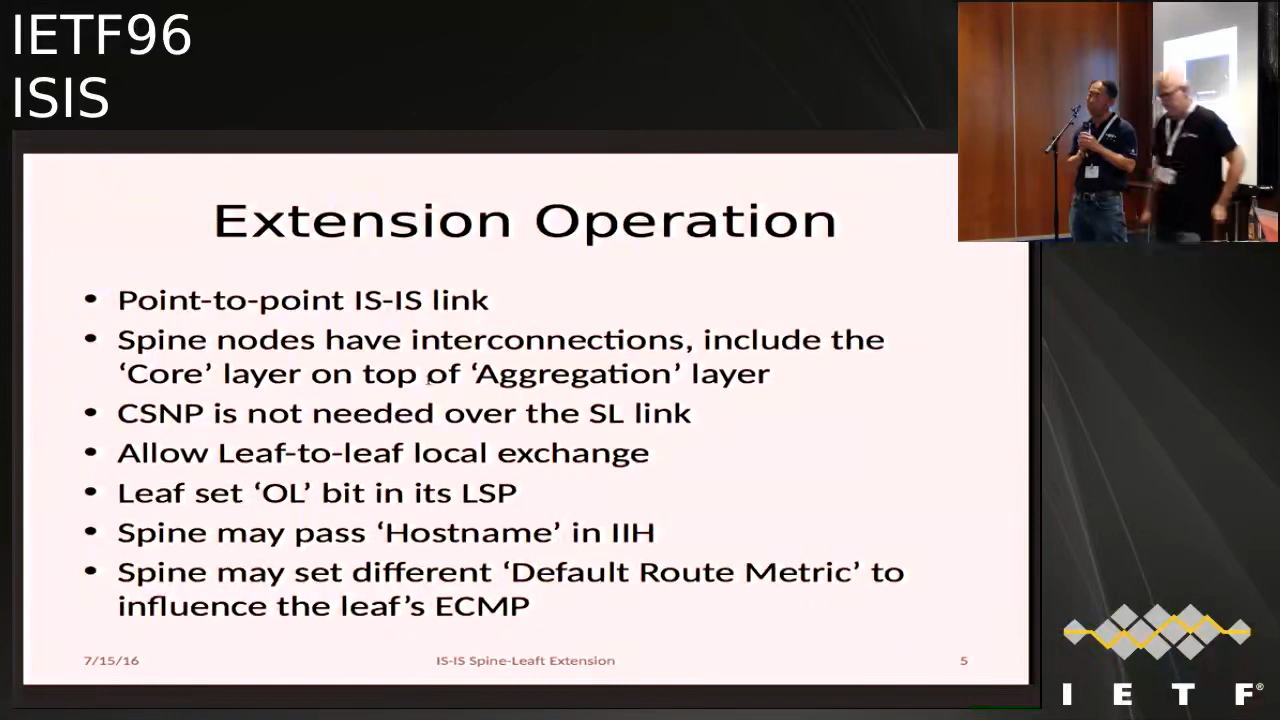 IETF96
ISIS
Extension Operation
• Point-to-point IS-IS link
• Spine nodes have interconnections, include the
‘Core’ layer on top of ‘Aggregation’ layer
• CSNP is not needed over the SL link
• Allow Leaf-to-leaf local exchange
• Leaf set ‘OL’ bit in its LSP
• Spine may pass ‘Hostname’ in IIH
• Spine may set different ‘Default Route Metric’ to
influence the leaf’s ECMP
7/15/16 IS-IS Spine-Leaft Extension 5
I E T F®